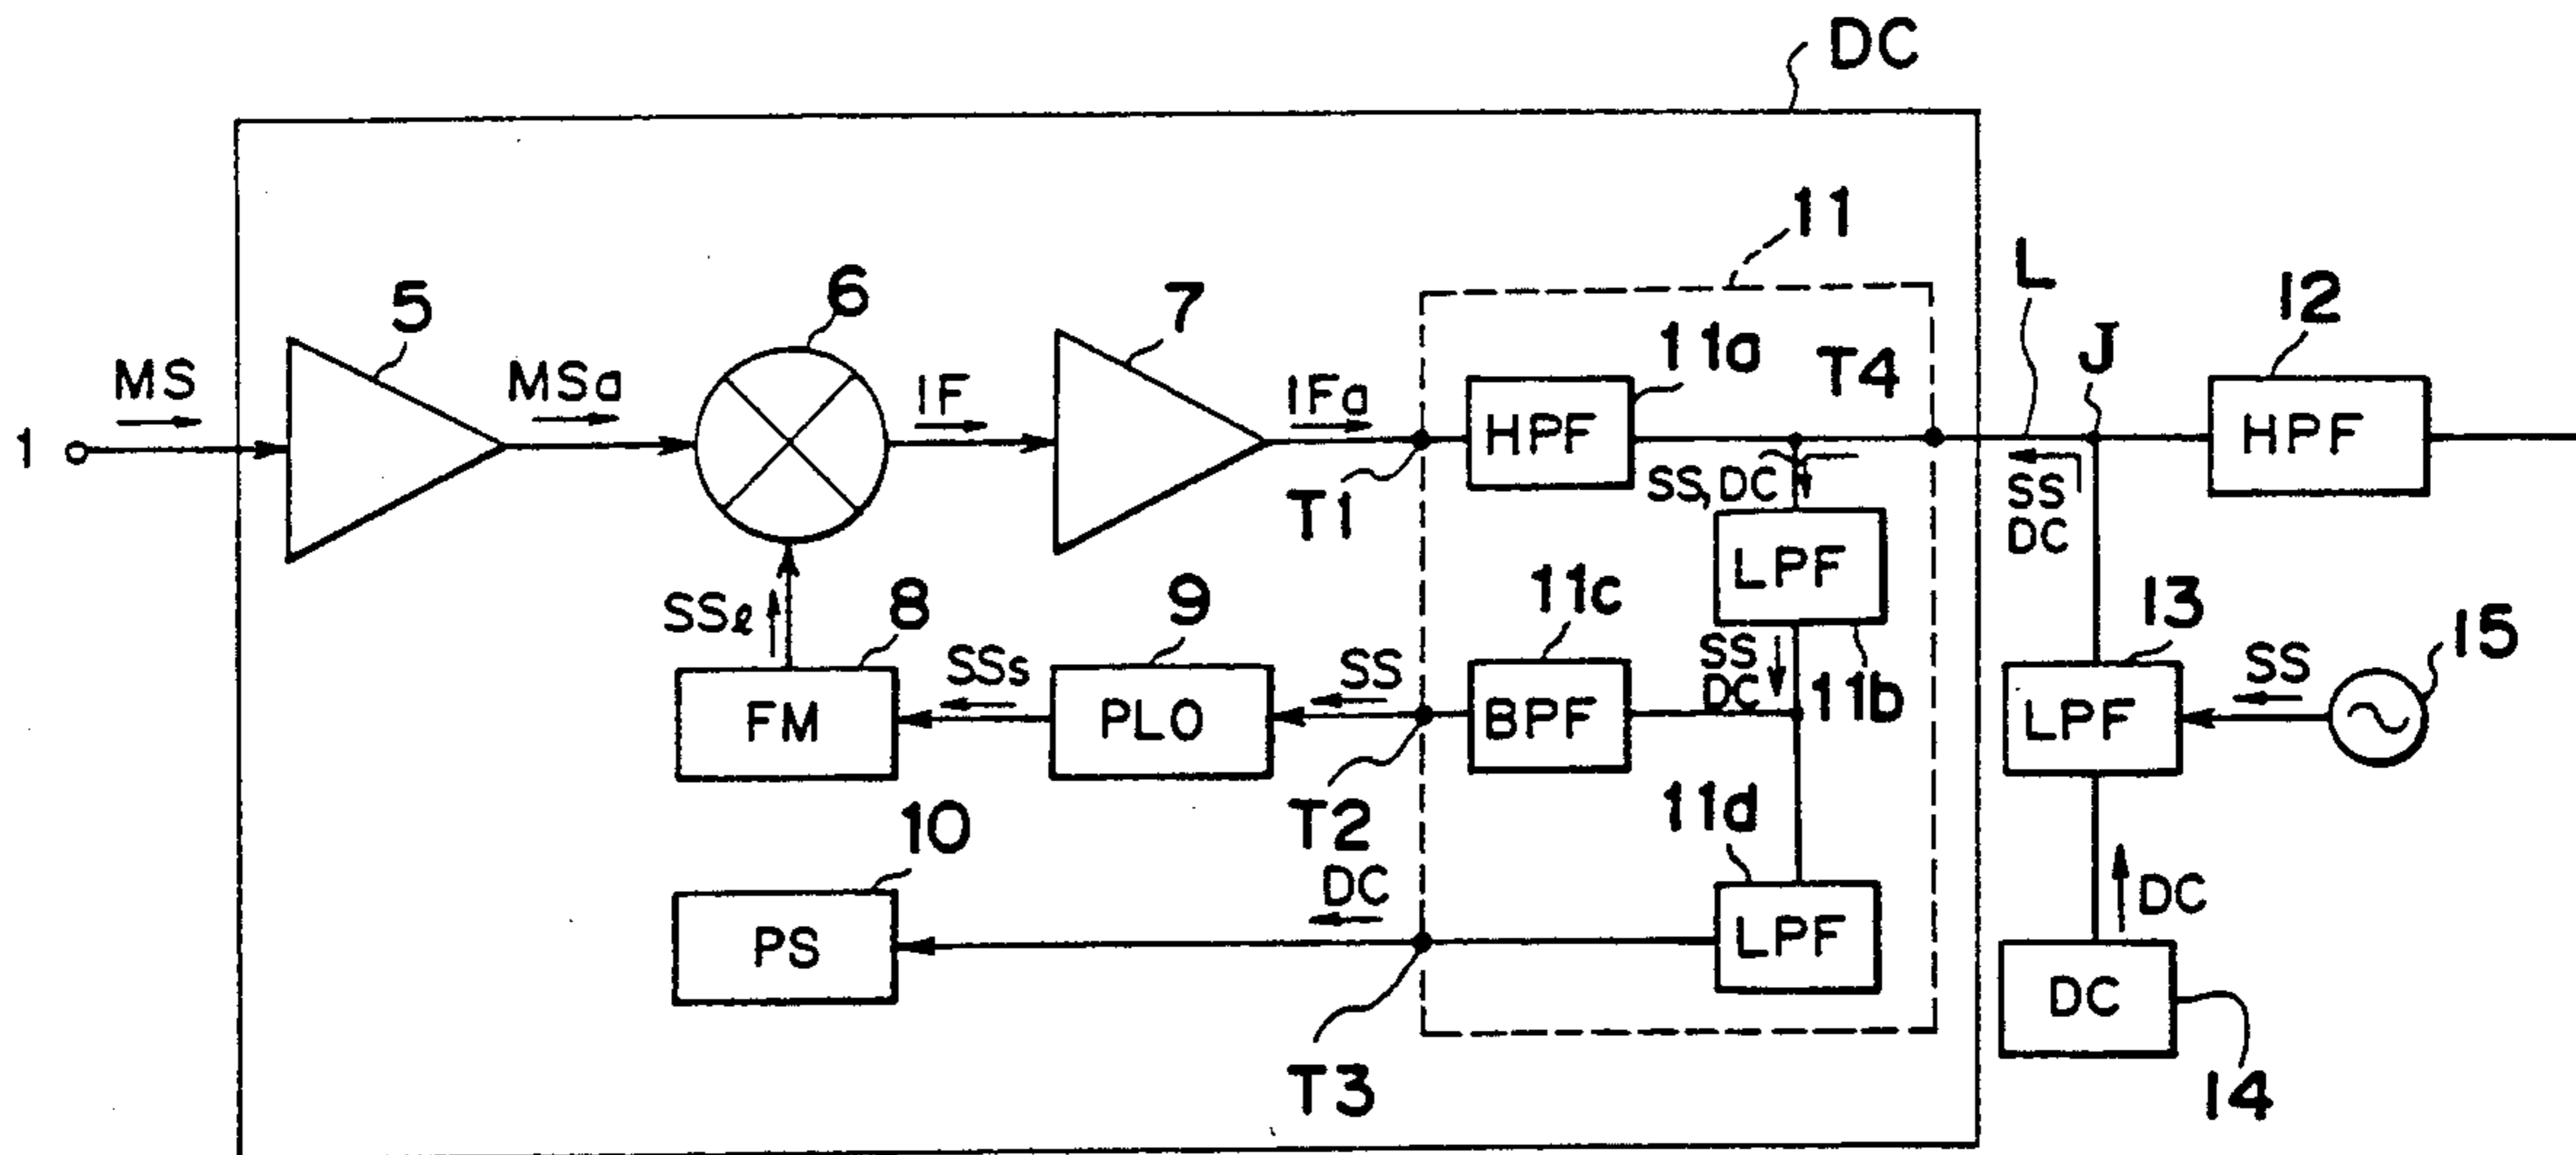 DC
11
L
J
12
5
6
7
11a
T4
MS
MSa
IF
IFa
HPF
HPF
1
T1
SS, DC
SS
DC
LPF
11c
13
15
SSℓ
8
9
SSs
SS
SS
DC
11b
SS
FM
PLO
BPF
LPF
T2
11d
10
DC
DC
PS
LPF
DC
T3
14